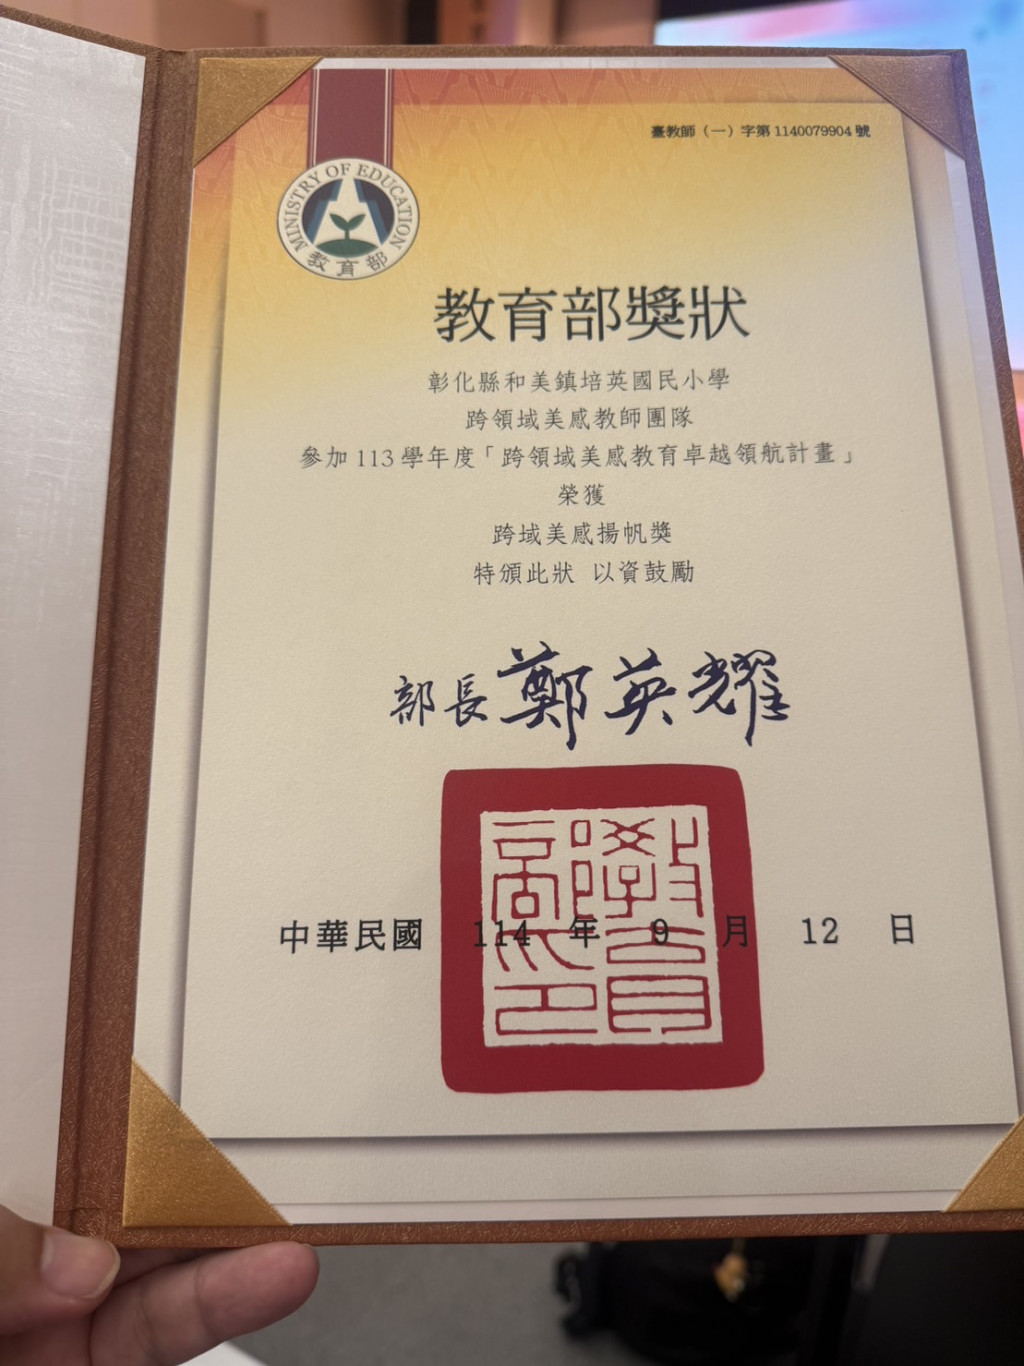 臺教師（一）字第1140079904號
MINISTRY OF EDUCATION
教育部
教育部獎狀
彰化縣和美鎮培英國民小學
跨領域美感教師團隊
參加113學年度「跨領域美感教育卓越領航計畫」
榮獲
跨域美感揚帆獎
特頒此狀 以資鼓勵
部長 鄭英耀
教育部印
中華民國 114 年 9 月 12 日